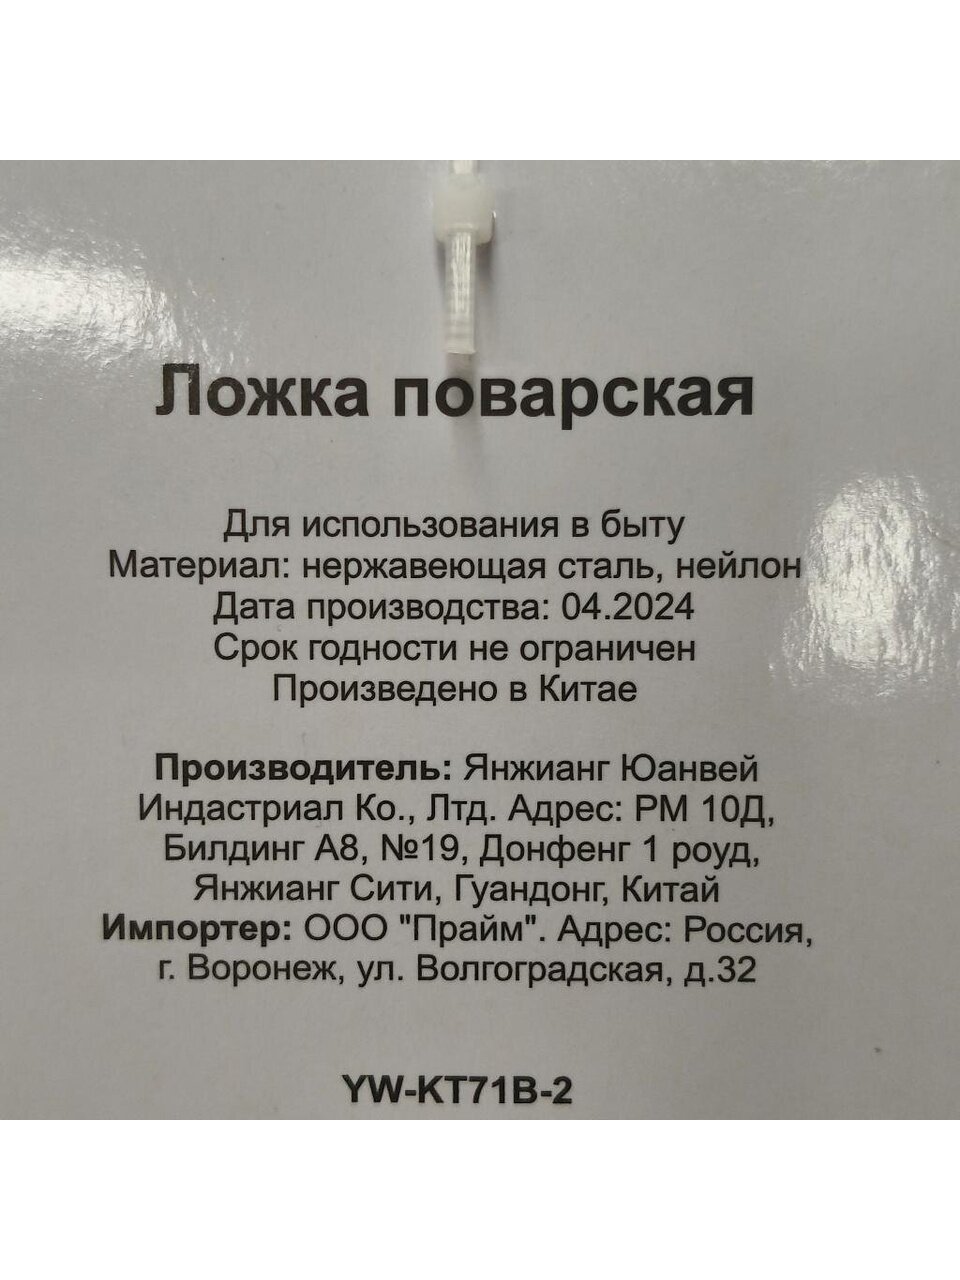 Ложка поварская
Для использования в быту
Материал: нержавеющая сталь, нейлон
Дата производства: 04.2024
Срок годности не ограничен
Произведено в Китае
Производитель: Янжианг Юанвей
Индастриал Ко., Лтд. Адрес: РМ 10Д,
Билдинг А8, №19, Донфенг 1 роуд,
Янжианг Сити, Гуандонг, Китай
Импортер: ООО "Прайм". Адрес: Россия,
г. Воронеж, ул. Волгоградская, д.32
YW-KT71B-2